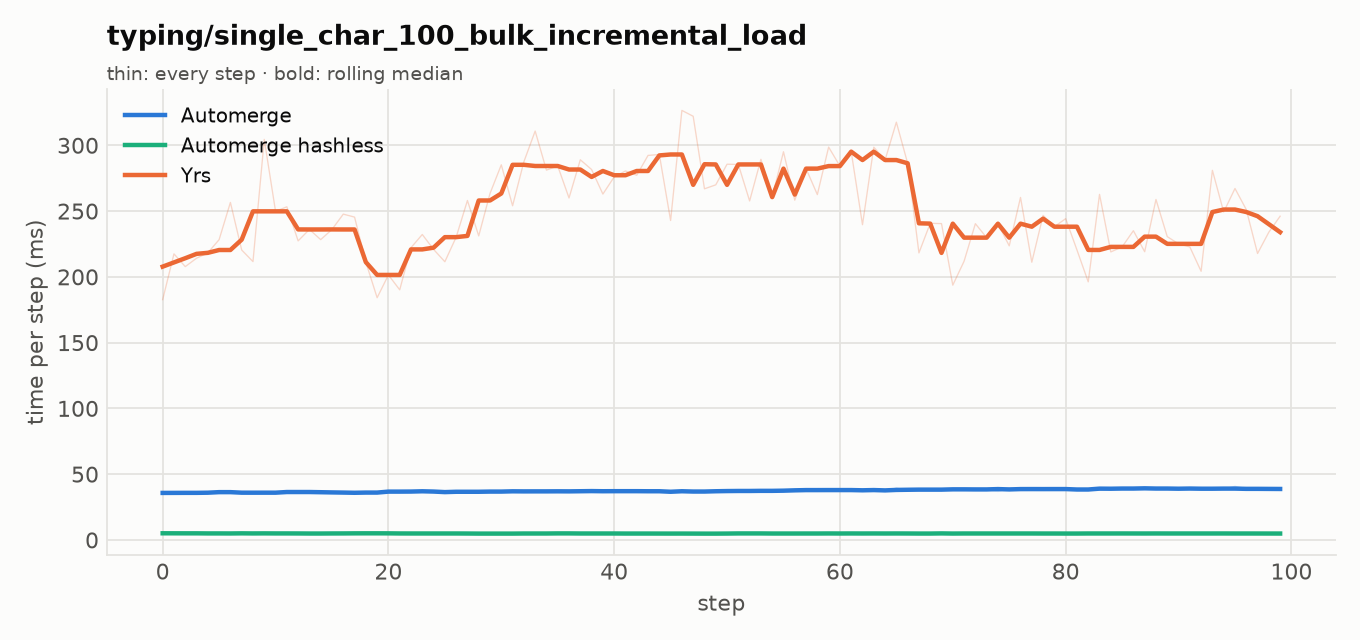 typing/single_char_100_bulk_incremental_load
thin: every step · bold: rolling median
Automerge
Automerge hashless
Yrs
time per step (ms)
300
250
200
150
100
50
0
0 20 40 60 80 100
step